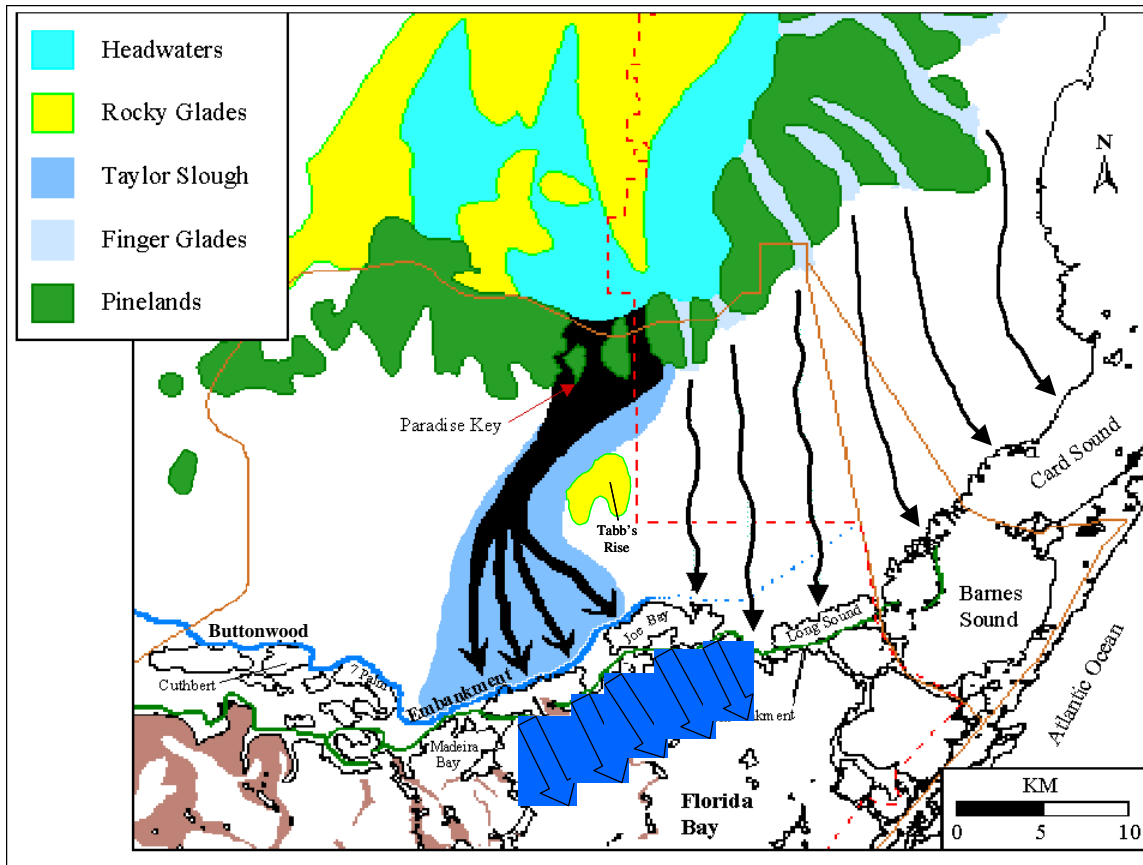 Headwaters
Rocky Glades
Taylor Slough
Finger Glades
Pinelands
N
Paradise Key
Card Sound
Tabb's
Rise
Barnes
Sound
Buttonwood
Joe Bay
Long Sound
Cuthbert
7 Palm
Embankment
Atlantic Ocean
kment
Madeira
Bay
Florida
Bay
KM
0 5 10